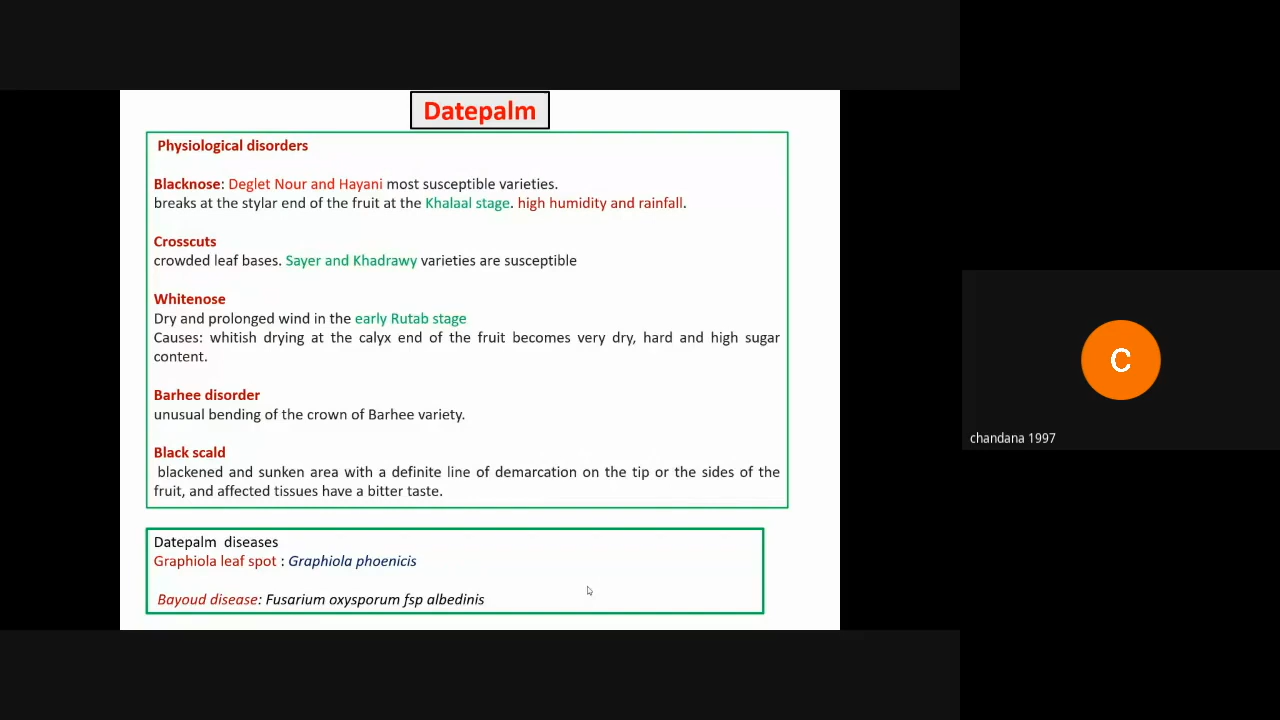 Datepalm
Physiological disorders
Blacknose: Deglet Nour and Hayani most susceptible varieties.
breaks at the stylar end of the fruit at the Khalaal stage. high humidity and rainfall.
Crosscuts
crowded leaf bases. Sayer and Khadrawy varieties are susceptible
Whitenose
Dry and prolonged wind in the early Rutab stage
Causes: whitish drying at the calyx end of the fruit becomes very dry, hard and high sugar
content.
Barhee disorder
unusual bending of the crown of Barhee variety.
Black scald
blackened and sunken area with a definite line of demarcation on the tip or the sides of the
fruit, and affected tissues have a bitter taste.
Datepalm diseases
Graphiola leaf spot : Graphiola phoenicis
Bayoud disease: Fusarium oxysporum fsp albedinis
C
chandana 1997